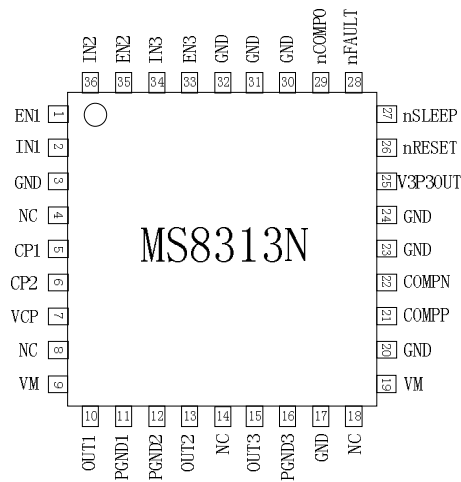 IN2 EN2 IN3 EN3 GND GND GND nCOMPO nFAULT
36 35 34 33 32 31 30 29 28
EN1 1
IN1 2
GND 3
NC 4
CP1 5
CP2 6
VCP 7
NC 8
VM 9
MS8313N
27 nSLEEP
26 nRESET
25 V3P3OUT
24 GND
23 GND
22 COMPN
21 COMPP
20 GND
19 VM
10 11 12 13 14 15 16 17 18
OUT1 PGND1 PGND2 OUT2 NC OUT3 PGND3 GND NC